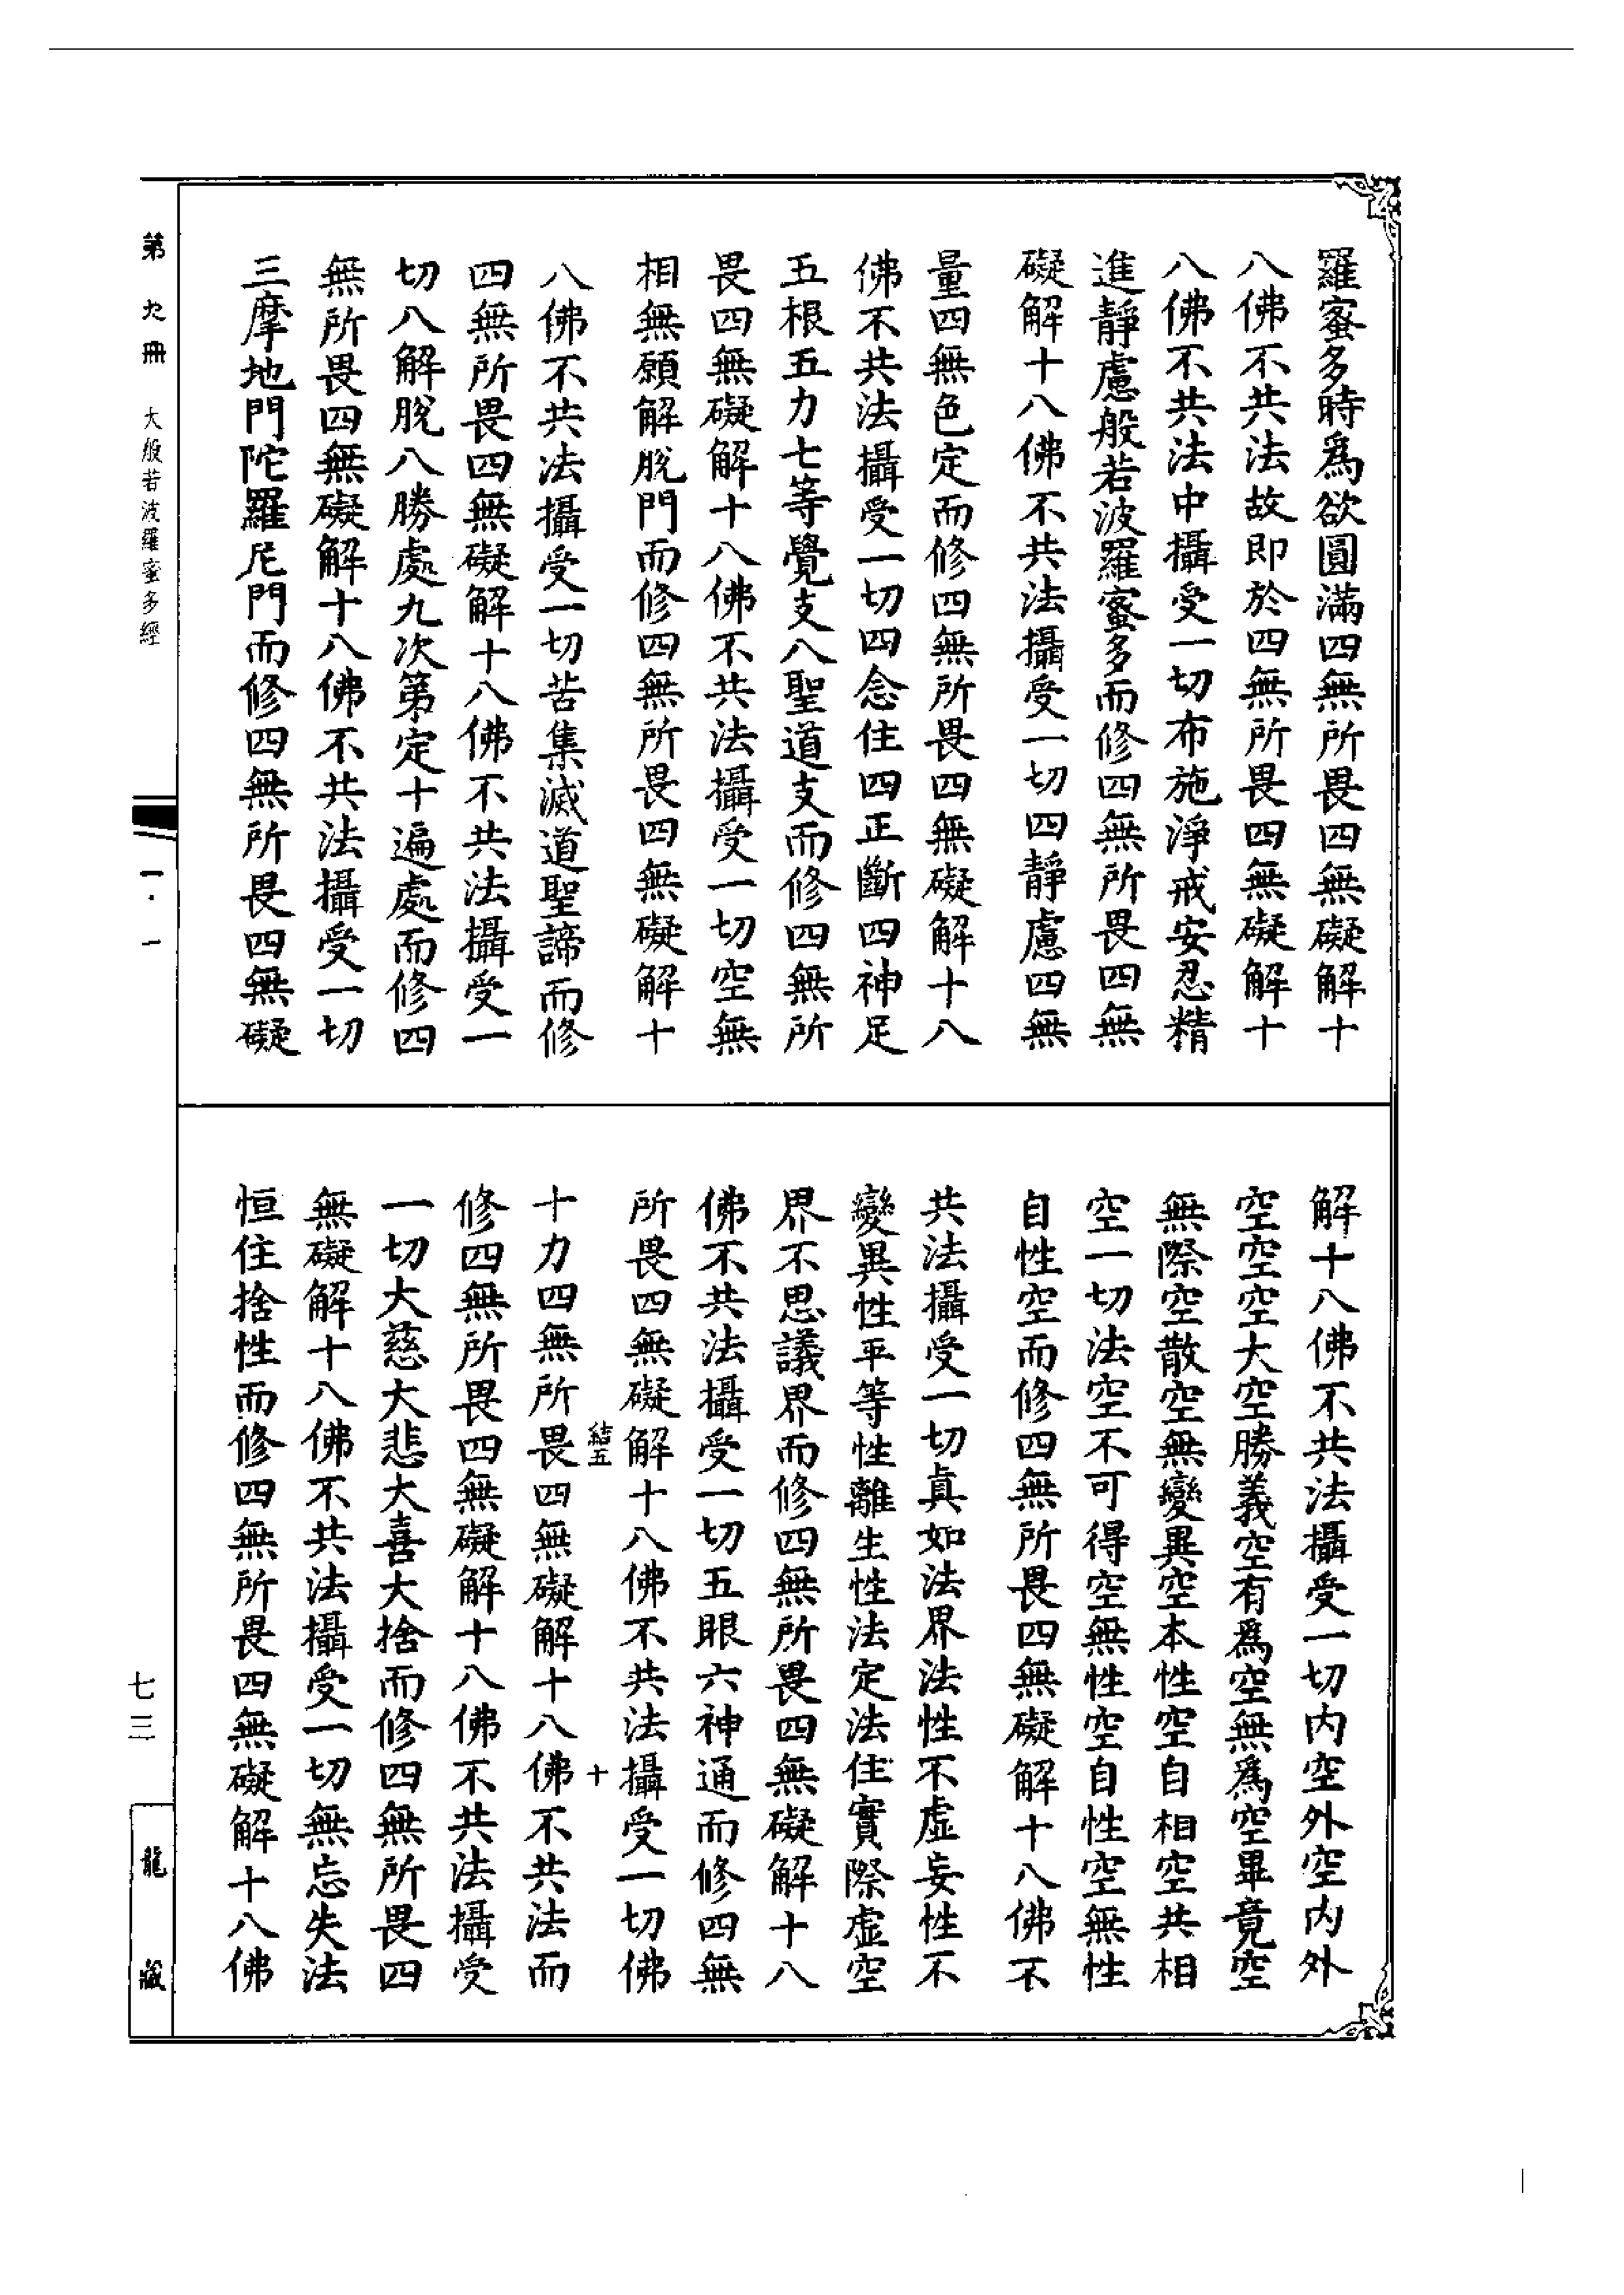 羅蜜多時爲欲圓滿四無所畏四無礙解十
八佛不共法故即於四無所畏四無礙解十
八佛不共法中攝受一切布施淨戒安忍精
進靜慮般若波羅蜜多而修四無所畏四無
礙解十八佛不共法攝受一切四靜慮四無
量四無色定而修四無所畏四無礙解十八
佛不共法攝受一切四念住四正斷四神足
五根五力七等覺支八聖道支而修四無所
畏四無礙解十八佛不共法攝受一切空無
相無願解脫門而修四無所畏四無礙解十
八佛不共法攝受一切苦集滅道聖諦而修
四無所畏四無礙解十八佛不共法攝受一
切八解脫八勝處九次第定十遍處而修四
無所畏四無礙解十八佛不共法攝受一切
三摩地門陀羅尼門而修四無所畏四無礙
解十八佛不共法攝受一切內空外空內外
空空空大空勝義空有爲空無爲空畢竟空
無際空散空無變異空本性空自相空共相
空一切法空不可得空無性空自性空無性
自性空而修四無所畏四無礙解十八佛不
共法攝受一切真如法界法性不虛妄性不
變異性平等性離生性法定法住實際虛空
界不思議界而修四無所畏四無礙解十八
佛不共法攝受一切五眼六神通而修四無
所畏四無礙解十八佛不共法攝受一切佛
結五 十
十力四無所畏四無礙解十八佛不共法而
修四無所畏四無礙解十八佛不共法攝受
一切大慈大悲大喜大捨而修四無所畏四
無礙解十八佛不共法攝受一切無忘失法
恒住捨性而修四無所畏四無礙解十八佛
第 冊 大般若波羅蜜多經
七三
龍藏